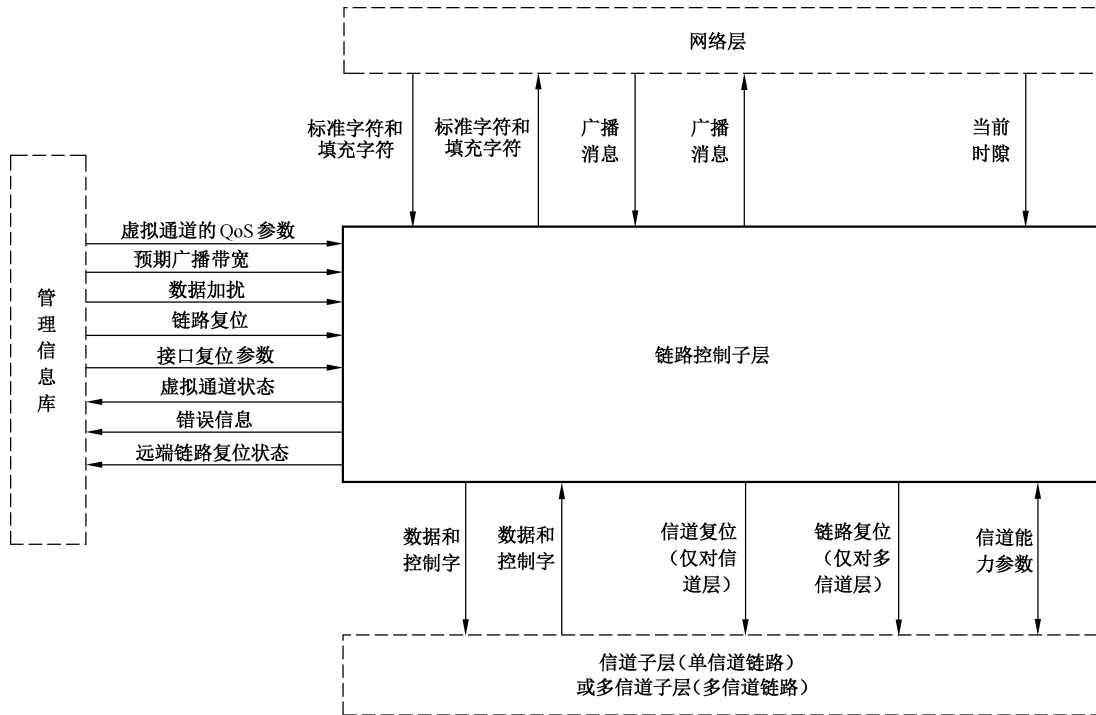 网络层
标准字符和
填充字符
标准字符和
填充字符
广播
消息
广播
消息
当前
时隙
管
理
信
息
库
虚拟通道的QoS参数
预期广播带宽
数据加扰
链路复位
接口复位参数
虚拟通道状态
错误信息
远端链路复位状态
链路控制子层
数据和
控制字
数据和
控制字
信道复位
（仅对信
道层）
链路复位
（仅对多
信道层）
信道能
力参数
信道子层(单信道链路)
或多信道子层(多信道链路)